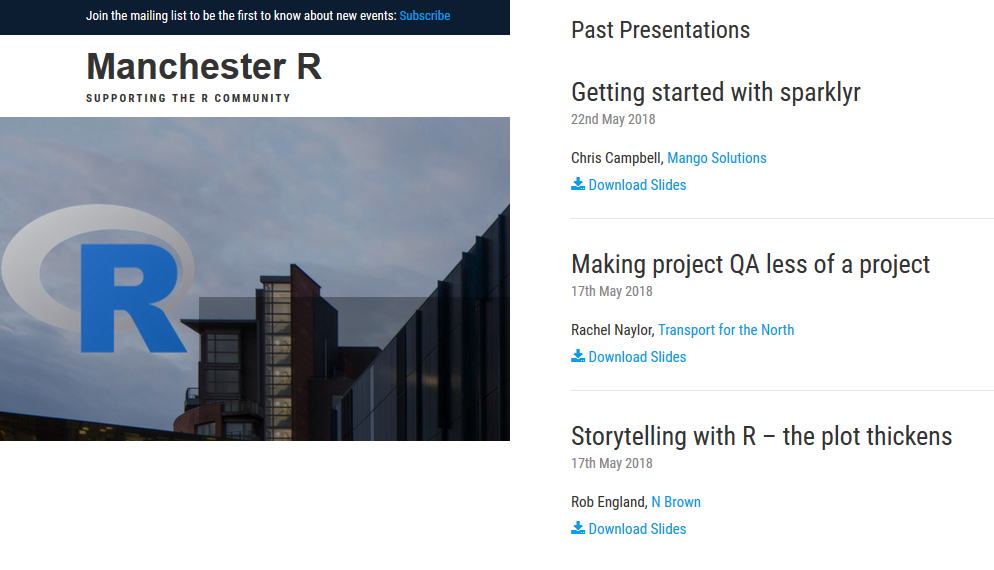 Join the mailing list to be the first to know about new events: Subscribe
Manchester R
SUPPORTING THE R COMMUNITY
R
Past Presentations
Getting started with sparklyr
22nd May 2018
Chris Campbell, Mango Solutions
Download Slides
Making project QA less of a project
17th May 2018
Rachel Naylor, Transport for the North
Download Slides
Storytelling with R – the plot thickens
17th May 2018
Rob England, N Brown
Download Slides